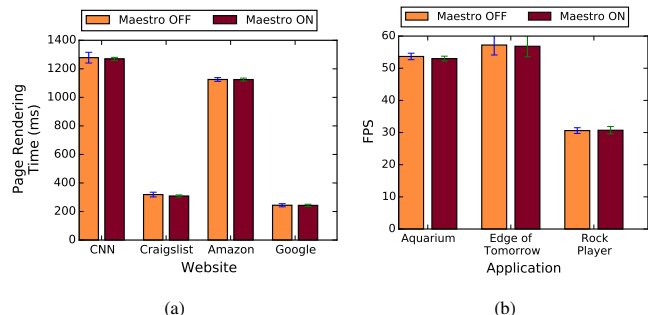 Maestro OFF Maestro ON
1400
1200
1000
800
600
400
200
0
Page Rendering
Time (ms)
CNN Craigslist Amazon Google
Website
(a)
Maestro OFF Maestro ON
60
50
40
30
20
10
0
FPS
Aquarium Edge of Tomorrow Rock Player
Application
(b)